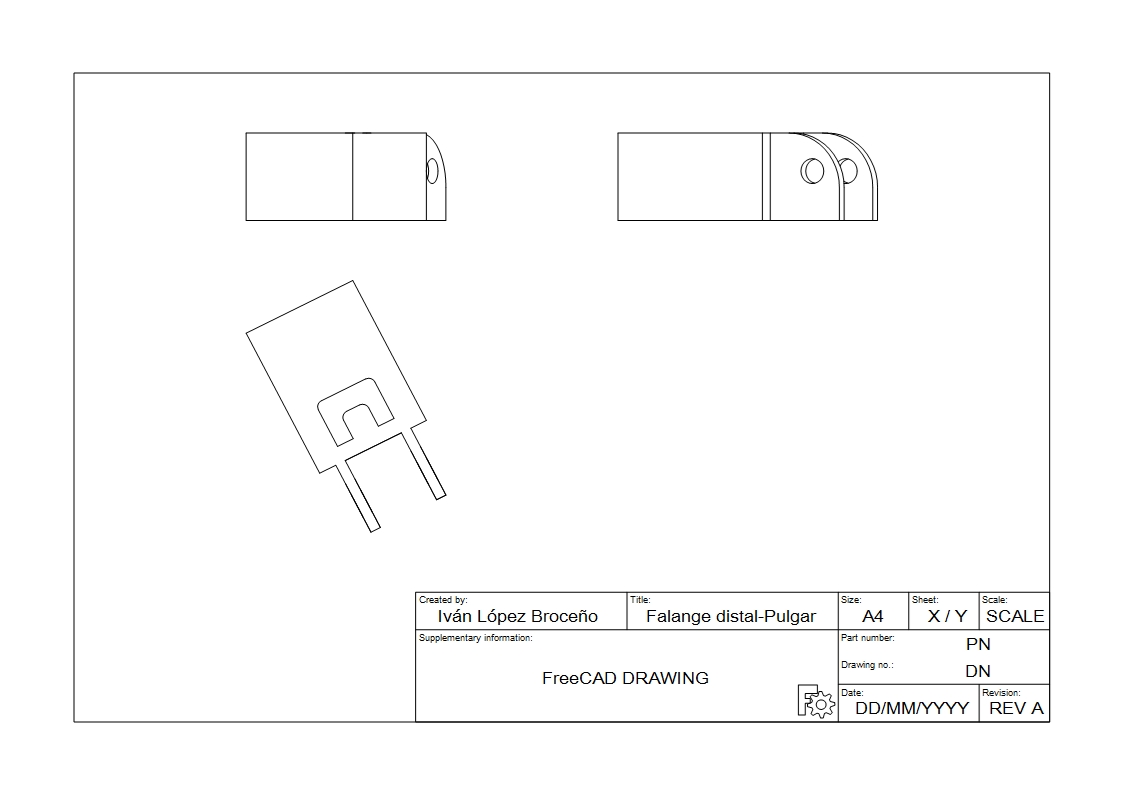 Created by:
Iván López Broceño
Title:
Falange distal-Pulgar
Size:
A4
Sheet:
X / Y
Scale:
SCALE
Supplementary information:
FreeCAD DRAWING
Part number:
PN
Drawing no.:
DN
Date:
DD/MM/YYYY
Revision:
REV A